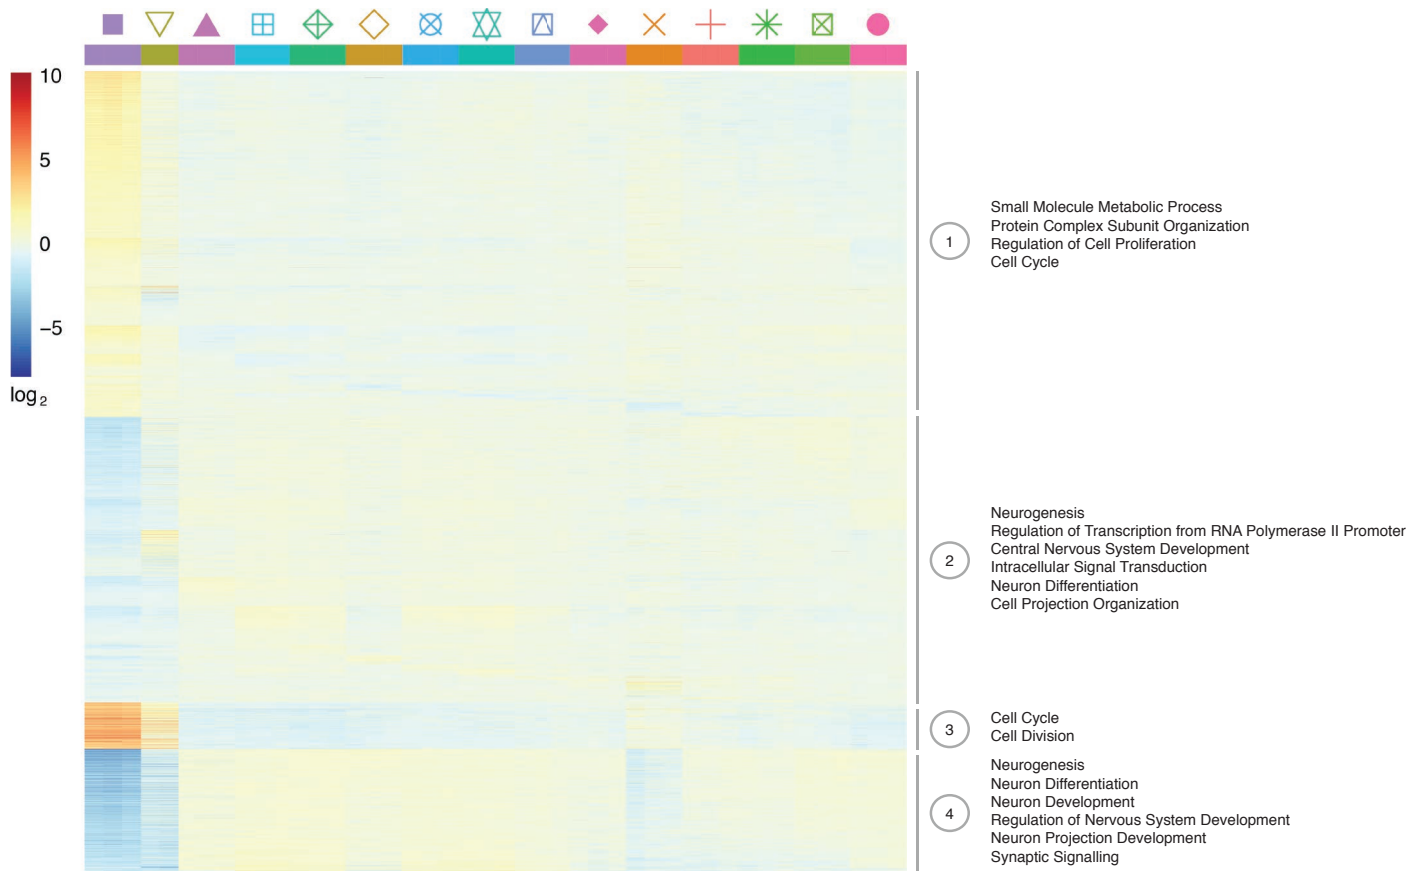 10
5
0
−5
log2
1
Small Molecule Metabolic Process
Protein Complex Subunit Organization
Regulation of Cell Proliferation
Cell Cycle
2
Neurogenesis
Regulation of Transcription from RNA Polymerase II Promoter
Central Nervous System Development
Intracellular Signal Transduction
Neuron Differentiation
Cell Projection Organization
3
Cell Cycle
Cell Division
4
Neurogenesis
Neuron Differentiation
Neuron Development
Regulation of Nervous System Development
Neuron Projection Development
Synaptic Signalling